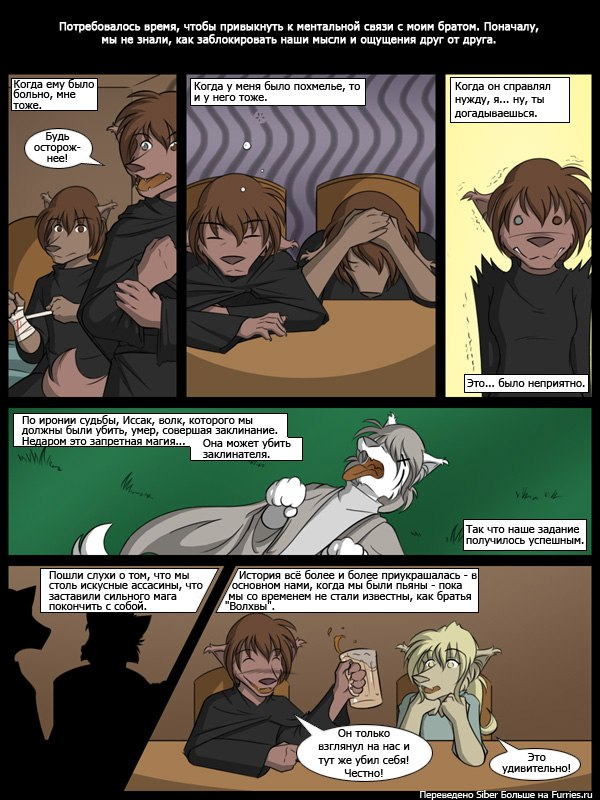 Потребовалось время, чтобы привыкнуть к ментальной связи с моим братом. Поначалу,
мы не знали, как заблокировать наши мысли и ощущения друг от друга.
Когда ему было
больно, мне
тоже.
Будь
осторож-
нее!
Когда у меня было похмелье, то
и у него тоже.
Когда он справлял
нужду, я... ну, ты
догадываешься.
Это... было неприятно.
По иронии судьбы, Иссак, волк, которого мы
должны были убить, умер, совершая заклинание.
Недаром это запретная магия...
Она может убить
заклинателя.
Так что наше задание
получилось успешным.
Пошли слухи о том, что мы
столь искусные ассасины, что
заставили сильного мага
покончить с собой.
История всё более и более приукрашалась - в
основном нами, когда мы были пьяны - пока
мы со временем не стали известны, как братья
"Волхвы".
Он только
взглянул на нас и
тут же убил себя!
Честно!
Это
удивительно!
Переведено Siber Больше на Furries.ru